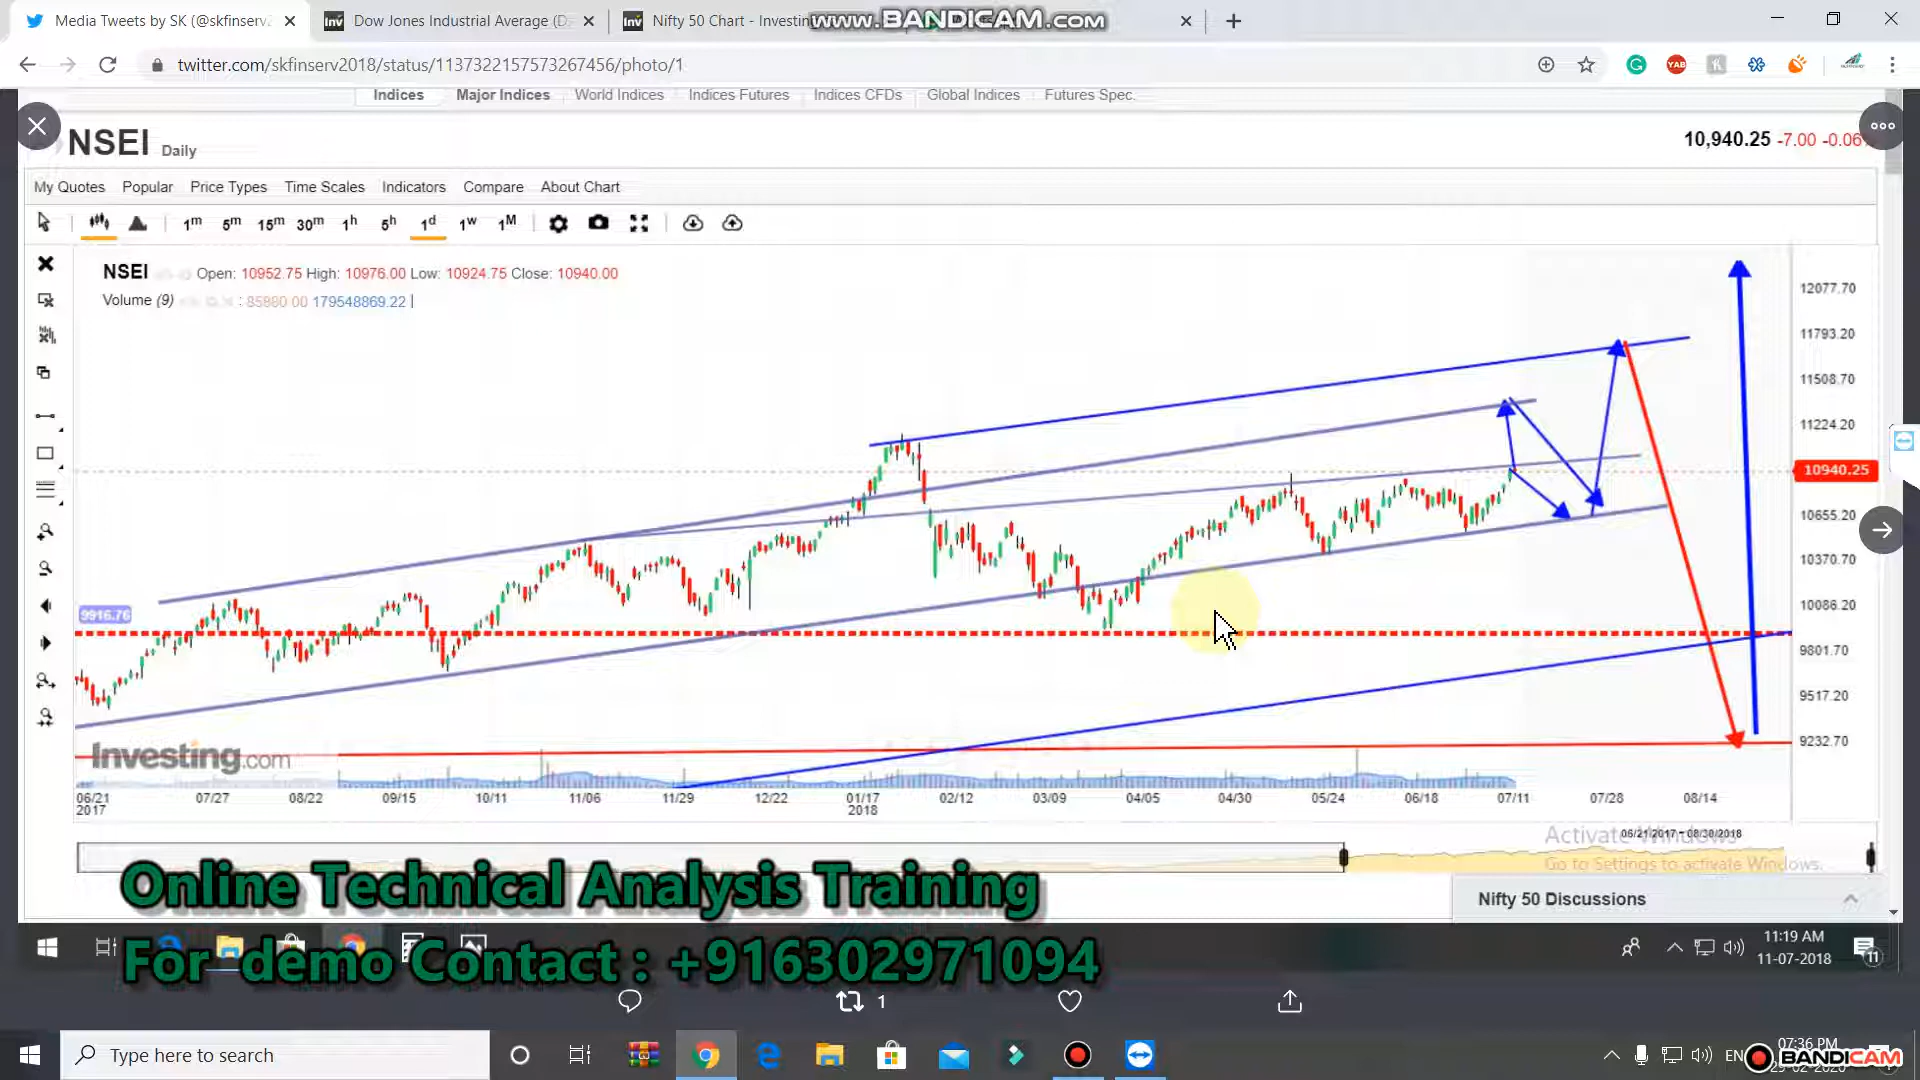 Media Tweets by SK (@skfinserv
Dow Jones Industrial Average (D
Nifty 50 Chart - Investin
www.BANDICAM.com
twitter.com/skfinserv2018/status/1137322157573267456/photo/1
Indices Major Indices World Indices Indices Futures Indices CFDs Global Indices Futures Spec.
NSEI Daily
10,940.25 -7.00 -0.06
My Quotes Popular Price Types Time Scales Indicators Compare About Chart
1m 5m 15m 30m 1h 5h 1d 1w 1M
NSEI Open: 10952.75 High: 10976.00 Low: 10924.75 Close: 10940.00
Volume (9) : 85880.00 179548869.22
12077.70
11793.20
11508.70
11224.20
10940.25
10655.20
10370.70
10086.20
9916.76
9801.70
9517.20
9232.70
Investing.com
06/21 07/27 08/22 09/15 10/11 11/06 11/29 12/22 01/17 02/12 03/09 04/05 04/30 05/24 06/18 07/11 07/28 08/14
2017 2018
Activate Windows
06/21/2017 - 08/30/2018
Go to Settings to activate Windows.
Online Technical Analysis Training
Nifty 50 Discussions
For demo Contact : +916302971094
11:19 AM
11-07-2018
11
1
Type here to search
07:36 PM
EN
BANDICAM